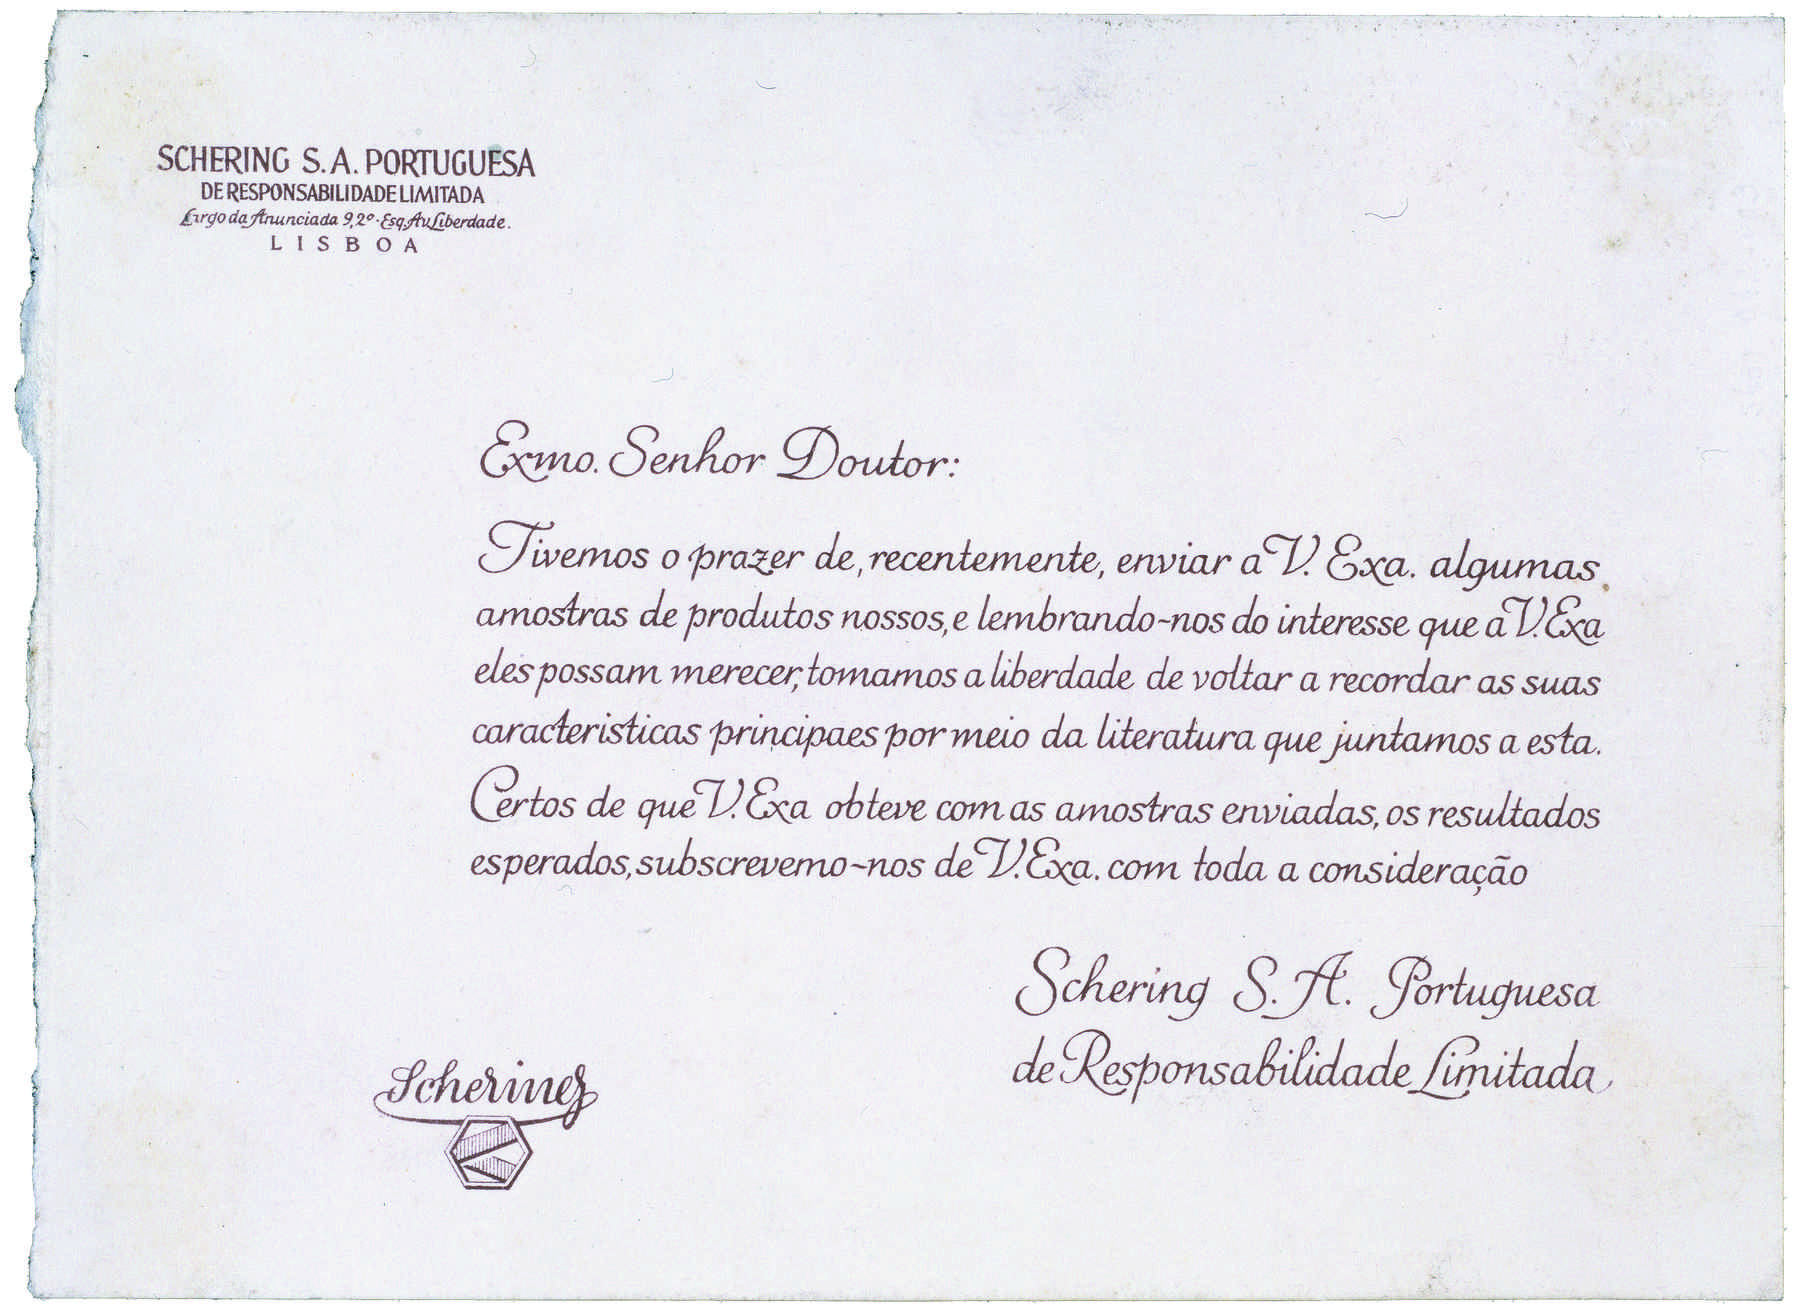 SCHERING S. A. PORTUGUESA
DE RESPONSABILIDADE LIMITADA
Largo da Anunciada 9, 2º - Esq. Av. Liberdade.
LISBOA
Exmo. Senhor Doutor:
Tivemos o prazer de, recentemente, enviar a V. Exa. algumas
amostras de produtos nossos, e lembrando-nos do interesse que a V. Exa
eles possam merecer, tomamos a liberdade de voltar a recordar as suas
caracteristicas principaes por meio da literatura que juntamos a esta.
Certos de que V. Exa obteve com as amostras enviadas, os resultados
esperados, subscrevemo-nos de V. Exa. com toda a consideração
Schering S. A. Portuguesa
de Responsabilidade Limitada
Schering